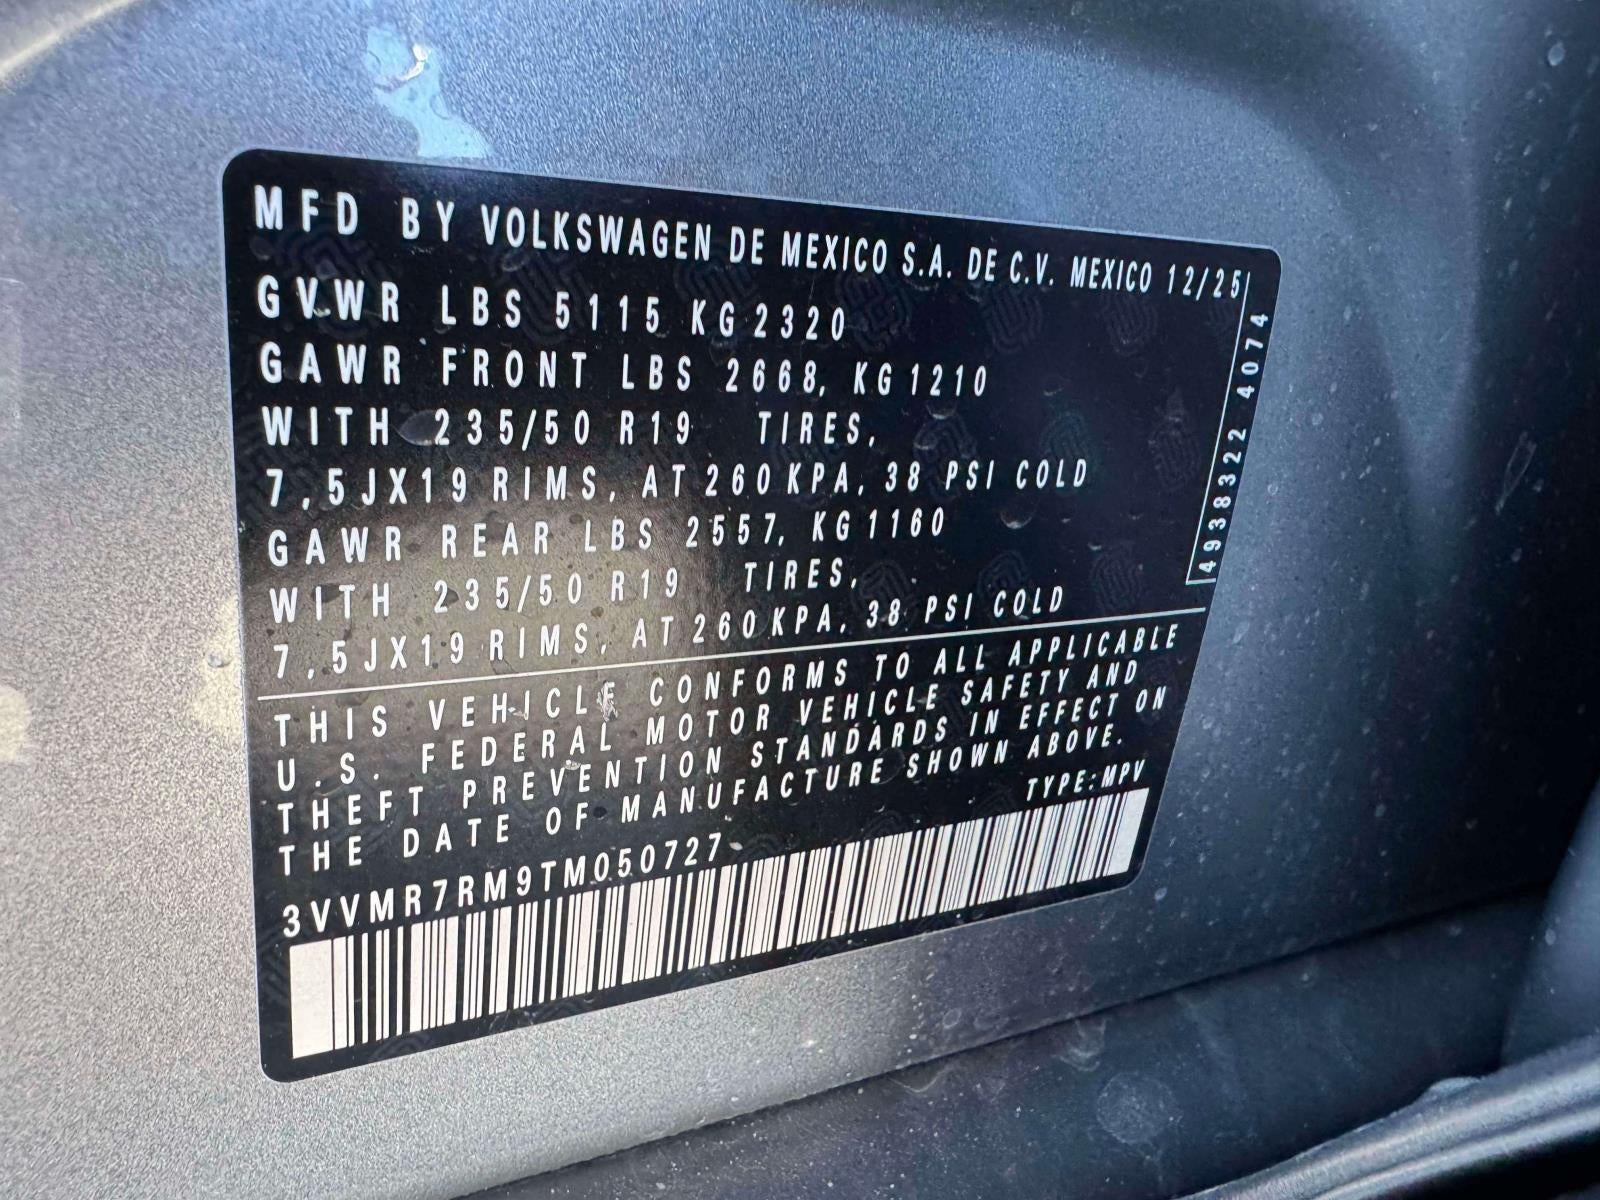 MFD BY VOLKSWAGEN DE MEXICO S.A. DE C.V. MEXICO 12/25
GVWR LBS 5115 KG 2320
GAWR FRONT LBS 2668, KG 1210
WITH 235/50 R19 TIRES,
7,5JX19 RIMS, AT 260 KPA, 38 PSI COLD
GAWR REAR LBS 2557, KG 1160
WITH 235/50 R19 TIRES,
7,5JX19 RIMS, AT 260 KPA, 38 PSI COLD
4938322 4074
THIS VEHICLE CONFORMS TO ALL APPLICABLE
U.S. FEDERAL MOTOR VEHICLE SAFETY AND
THEFT PREVENTION STANDARDS IN EFFECT ON
THE DATE OF MANUFACTURE SHOWN ABOVE.
TYPE: MPV
3VVMR7RM9TM050727